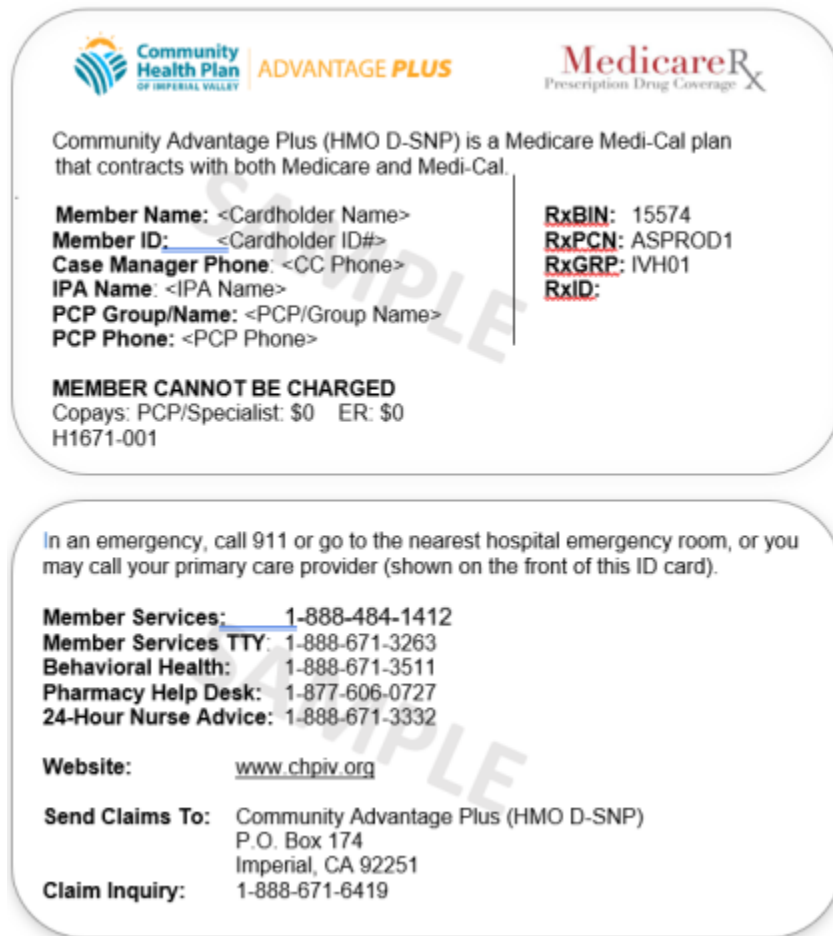 Community
Health Plan
OF IMPERIAL VALLEY
ADVANTAGE PLUS
MedicareRx
Prescription Drug Coverage
Community Advantage Plus (HMO D-SNP) is a Medicare Medi-Cal plan
that contracts with both Medicare and Medi-Cal.
Member Name: <Cardholder Name>
Member ID: <Cardholder ID#>
Case Manager Phone: <CC Phone>
IPA Name: <IPA Name>
PCP Group/Name: <PCP/Group Name>
PCP Phone: <PCP Phone>
RxBIN: 15574
RxPCN: ASPROD1
RxGRP: IVH01
RxID:
SAMPLE
MEMBER CANNOT BE CHARGED
Copays: PCP/Specialist: $0 ER: $0
H1671-001
In an emergency, call 911 or go to the nearest hospital emergency room, or you
may call your primary care provider (shown on the front of this ID card).
Member Services: 1-888-484-1412
Member Services TTY: 1-888-671-3263
Behavioral Health: 1-888-671-3511
Pharmacy Help Desk: 1-877-606-0727
24-Hour Nurse Advice: 1-888-671-3332
SAMPLE
Website: www.chpiv.org
Send Claims To: Community Advantage Plus (HMO D-SNP)
P.O. Box 174
Imperial, CA 92251
Claim Inquiry: 1-888-671-6419